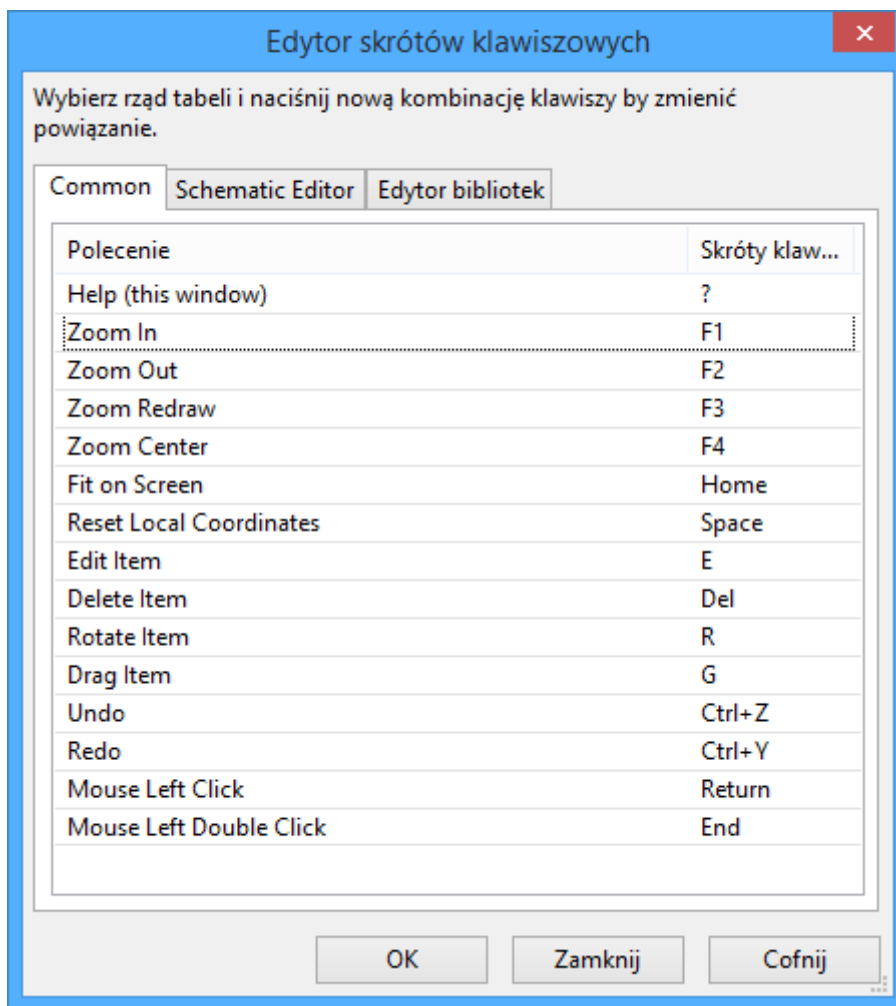 Edytor skrótów klawiszowych
Wybierz rząd tabeli i naciśnij nową kombinację klawiszy by zmienić
powiązanie.
Common Schematic Editor Edytor bibliotek
Polecenie Skróty klaw...
Help (this window) ?
Zoom In F1
Zoom Out F2
Zoom Redraw F3
Zoom Center F4
Fit on Screen Home
Reset Local Coordinates Space
Edit Item E
Delete Item Del
Rotate Item R
Drag Item G
Undo Ctrl+Z
Redo Ctrl+Y
Mouse Left Click Return
Mouse Left Double Click End
OK Zamknij Cofnij